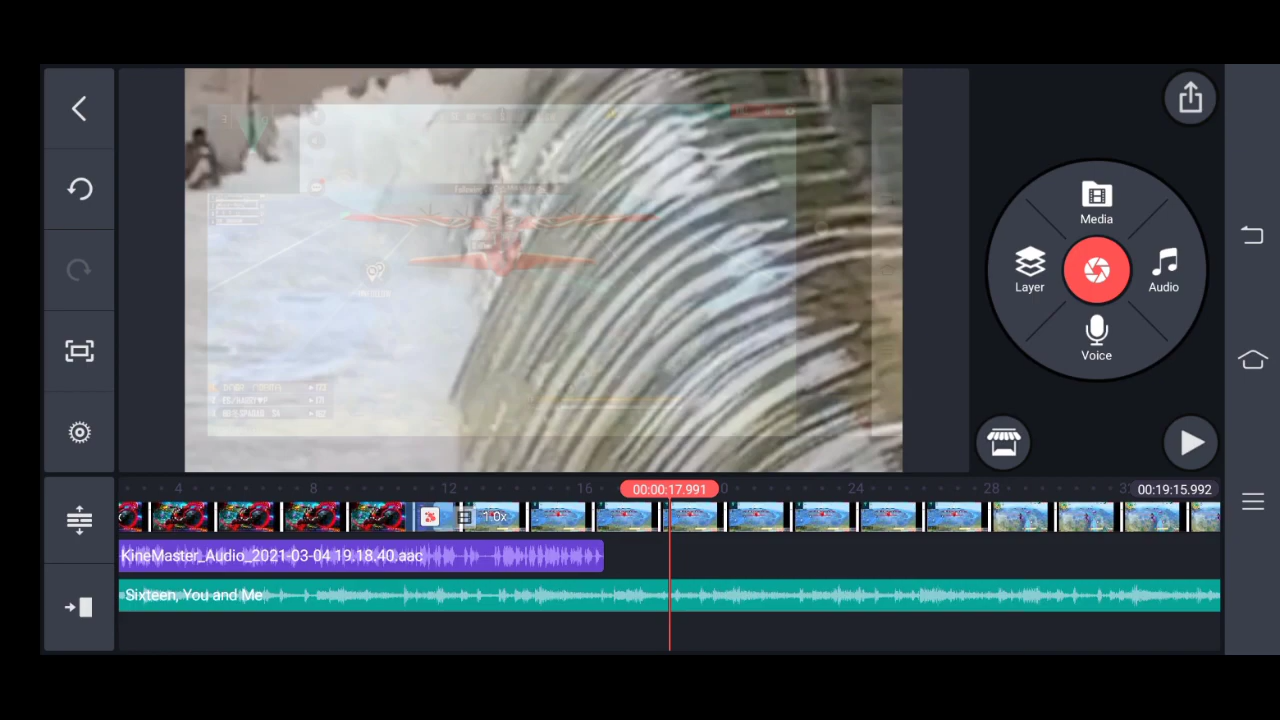 Media
Layer
Audio
Voice
4
8
12
16
00:00:17.991
24
28
00:19:15.992
1.0x
KineMaster_Audio_2021-03-04 19.18.40.aac
Sixteen, You and Me